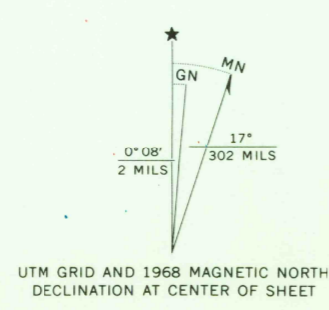 ★
MN
GN
0°08'
2 MILS
17°
302 MILS
UTM GRID AND 1968 MAGNETIC NORTH
DECLINATION AT CENTER OF SHEET